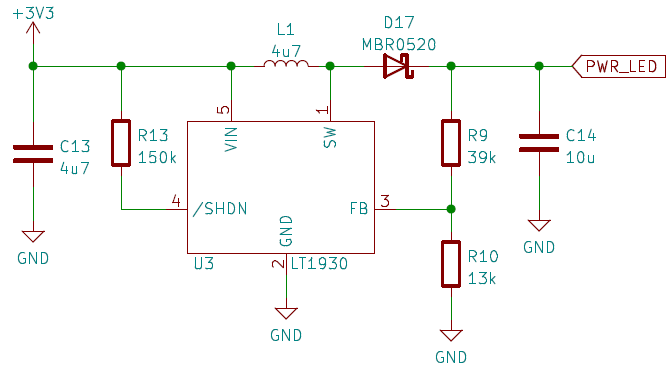 +3V3
L1
4u7
D17
MBR0520
PWR_LED
5
VIN
1
SW
C13
4u7
R13
150k
R9
39k
C14
10u
4
/SHDN
FB
3
GND
2
U3
LT1930
R10
13k
GND
GND
GND
GND